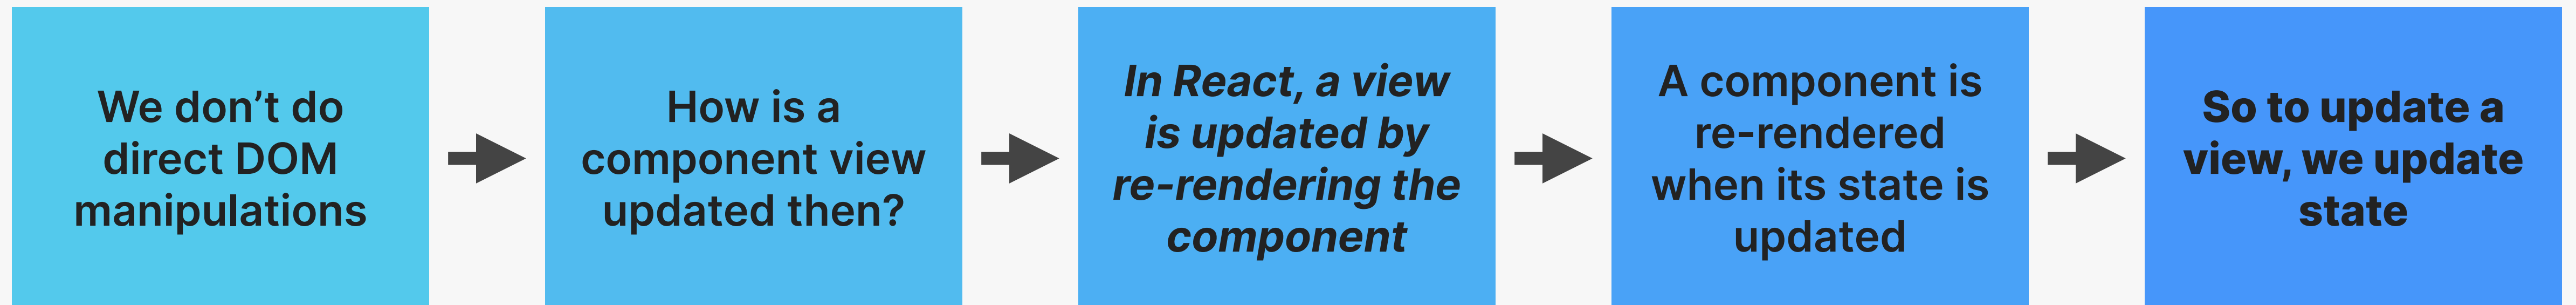 We don’t do
direct DOM
manipulations
How is a
component view
updated then?
In React, a view
is updated by
re-rendering the
component
A component is
re-rendered
when its state is
updated
So to update a
view, we update
state